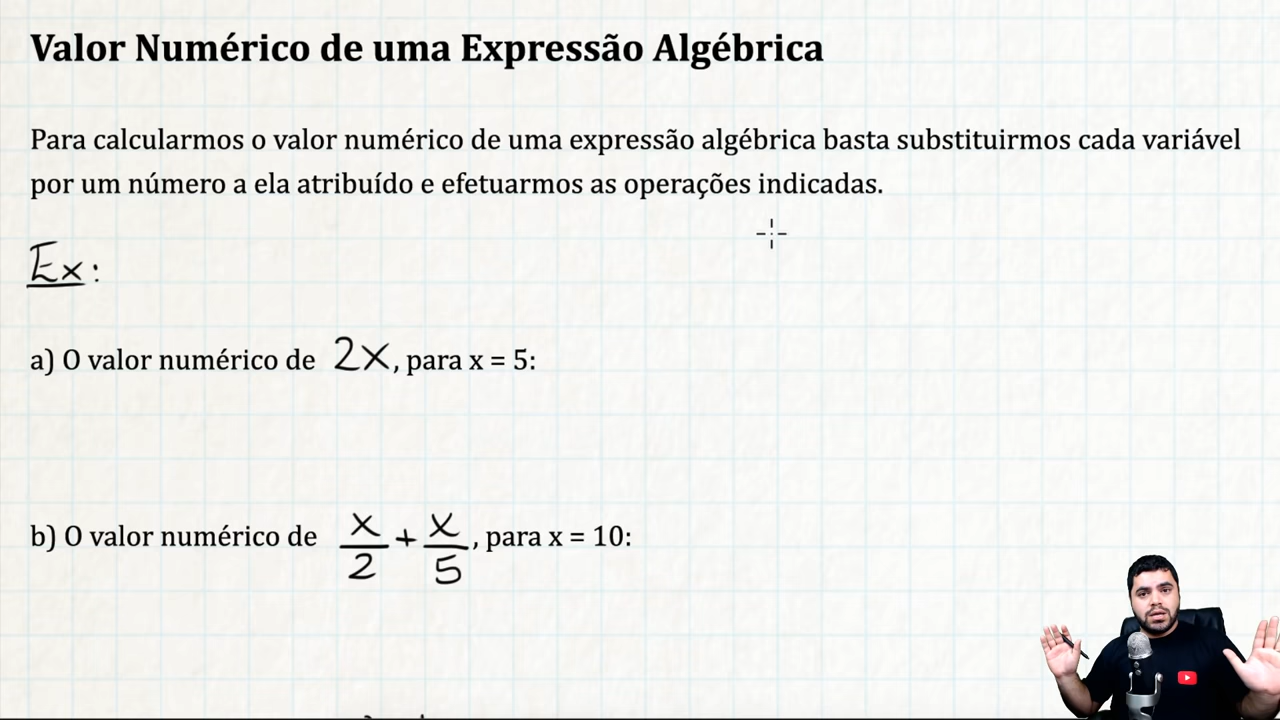 Valor Numérico de uma Expressão Algébrica
Para calcularmos o valor numérico de uma expressão algébrica basta substituirmos cada variável
por um número a ela atribuído e efetuarmos as operações indicadas.
Ex:
a) O valor numérico de 2x, para x = 5:
b) O valor numérico de x/2 + x/5, para x = 10: